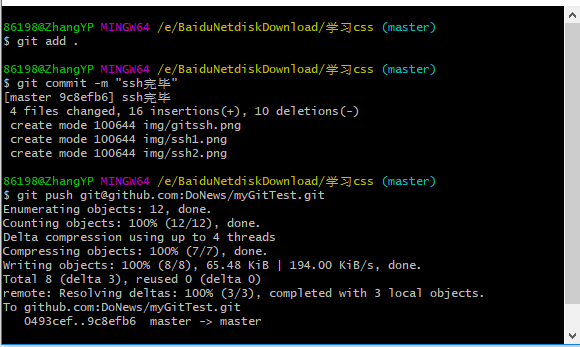 86198@ZhangYP MINGW64 /e/BaiduNetdiskDownload/学习css (master)
$ git add .
86198@ZhangYP MINGW64 /e/BaiduNetdiskDownload/学习css (master)
$ git commit -m "ssh完毕"
[master 9c8efb6] ssh完毕
4 files changed, 16 insertions(+), 10 deletions(-)
create mode 100644 img/gitssh.png
create mode 100644 img/ssh1.png
create mode 100644 img/ssh2.png
86198@ZhangYP MINGW64 /e/BaiduNetdiskDownload/学习css (master)
$ git push git@github.com:DoNews/myGitTest.git
Enumerating objects: 12, done.
Counting objects: 100% (12/12), done.
Delta compression using up to 4 threads
Compressing objects: 100% (7/7), done.
Writing objects: 100% (8/8), 65.48 KiB | 194.00 KiB/s, done.
Total 8 (delta 3), reused 0 (delta 0)
remote: Resolving deltas: 100% (3/3), completed with 3 local objects.
To github.com:DoNews/myGitTest.git
0493cef..9c8efb6  master -> master